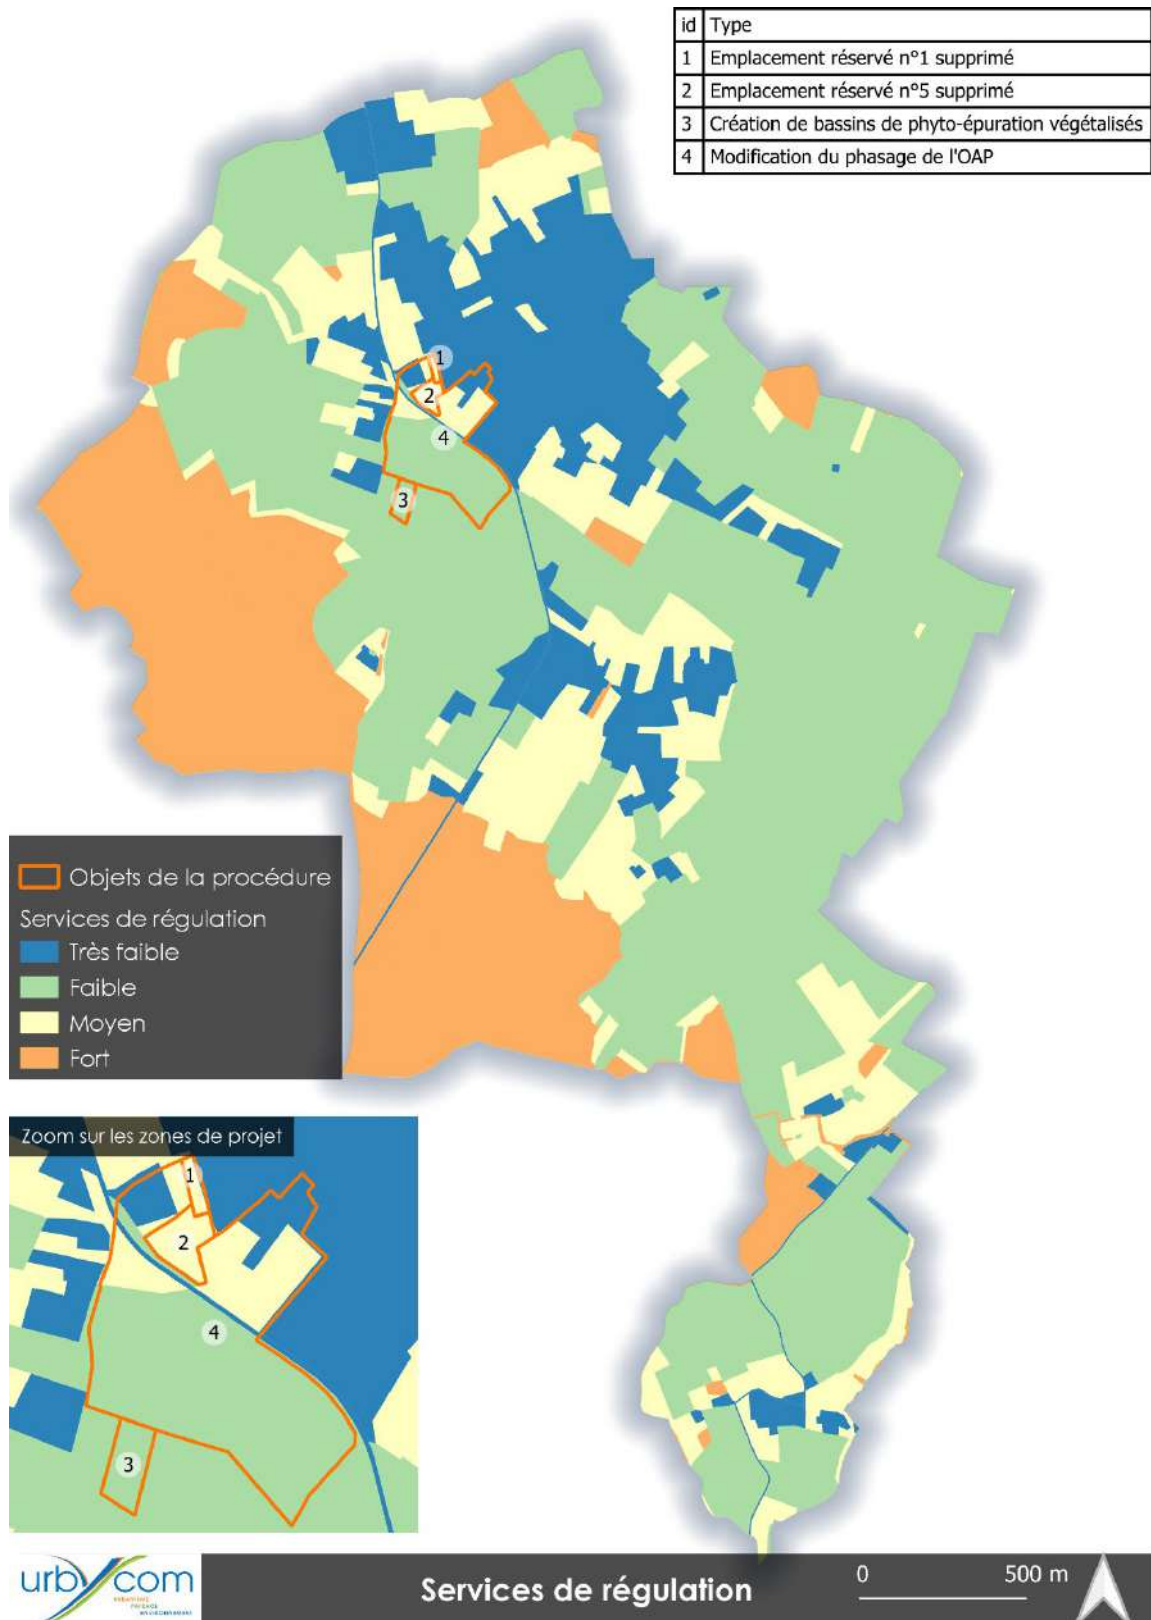 id Type
1 Emplacement réservé n°1 supprimé
2 Emplacement réservé n°5 supprimé
3 Création de bassins de phyto-épuration végétalisés
4 Modification du phasage de l'OAP
1
2
4
3
Objets de la procédure
Services de régulation
Très faible
Faible
Moyen
Fort
Zoom sur les zones de projet
1
2
4
3
urbycom
URBANISME
PAYSAGE
ENVIRONNEMENT
Services de régulation
0 500 m